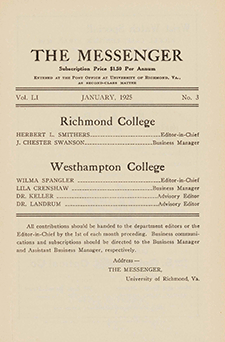 THE MESSENGER
Subscription Price $1.50 Per Annum
ENTERED AT THE POST OFFICE AT UNIVERSITY OF RICHMOND, VA.,
AS SECOND-CLASS MATTER
VOL. LI JANUARY, 1925 No. 3
Richmond College
HERBERT L. SMITHERS Editor-in-Chief
J. CHESTER SWANSON Business Manager
Westhampton College
WILMA SPANGLER Editor-in-Chief
LILA CRENSHAW Business Manager
DR. KELLER Advisory Editor
DR. LANDRUM Advisory Editor
All contributions should be handed to the department editors or the
Editor-in-Chief by the 1st of each month preceding. Business communi-
cations and subscriptions should be directed to the Business Manager
and Assistant Business Manager, respectively.
Address—
THE MESSENGER,
University of Richmond, Va.